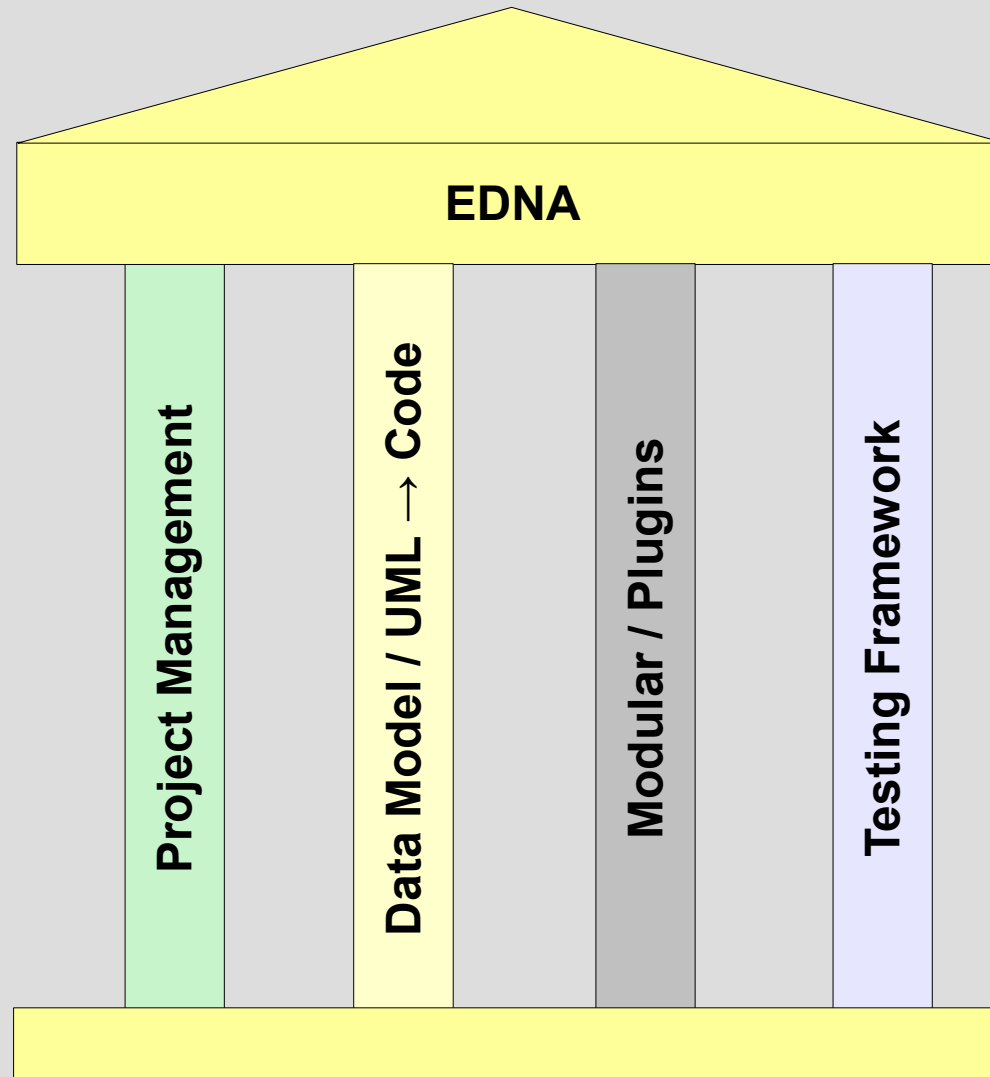 EDNA
Project Management
Data Model / UML → Code
Modular / Plugins
Testing Framework